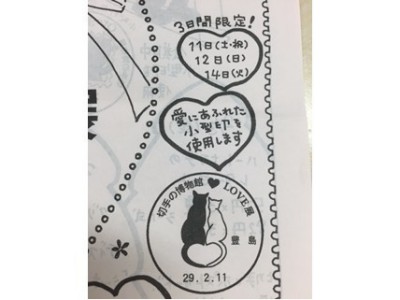 3日間限定!
11日(土・祝)
12日(日)
14日(火)
愛にあふれた
小型印を
使用します
切手の博物館♥LOVE展
豊島
29.2.11